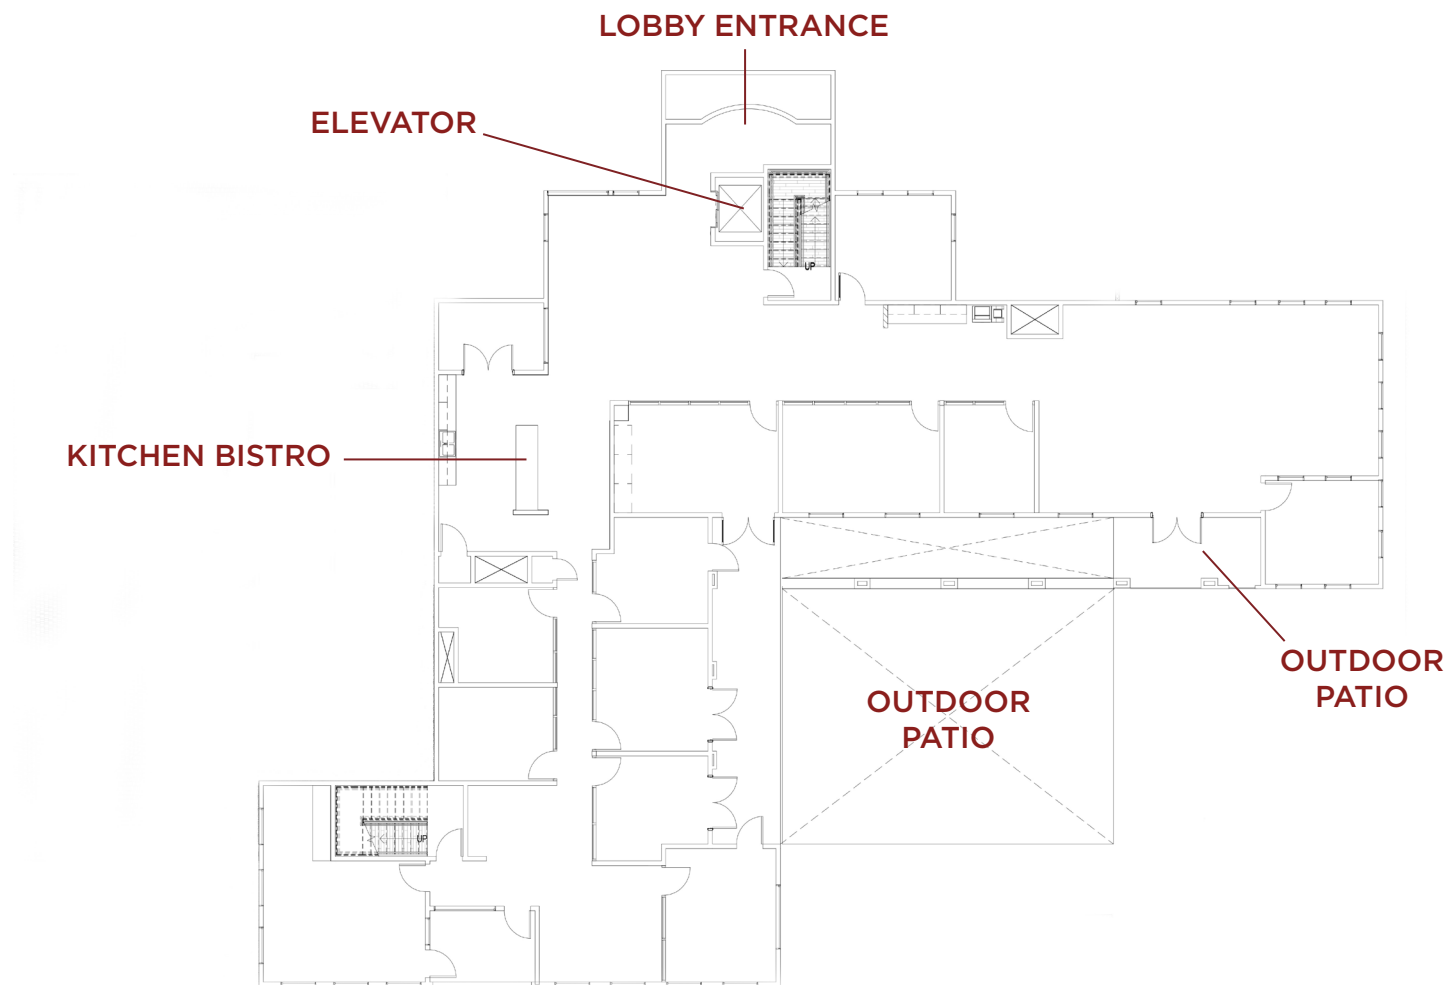 LOBBY ENTRANCE
ELEVATOR
UP
KITCHEN BISTRO
OUTDOOR
PATIO
OUTDOOR
PATIO
UP